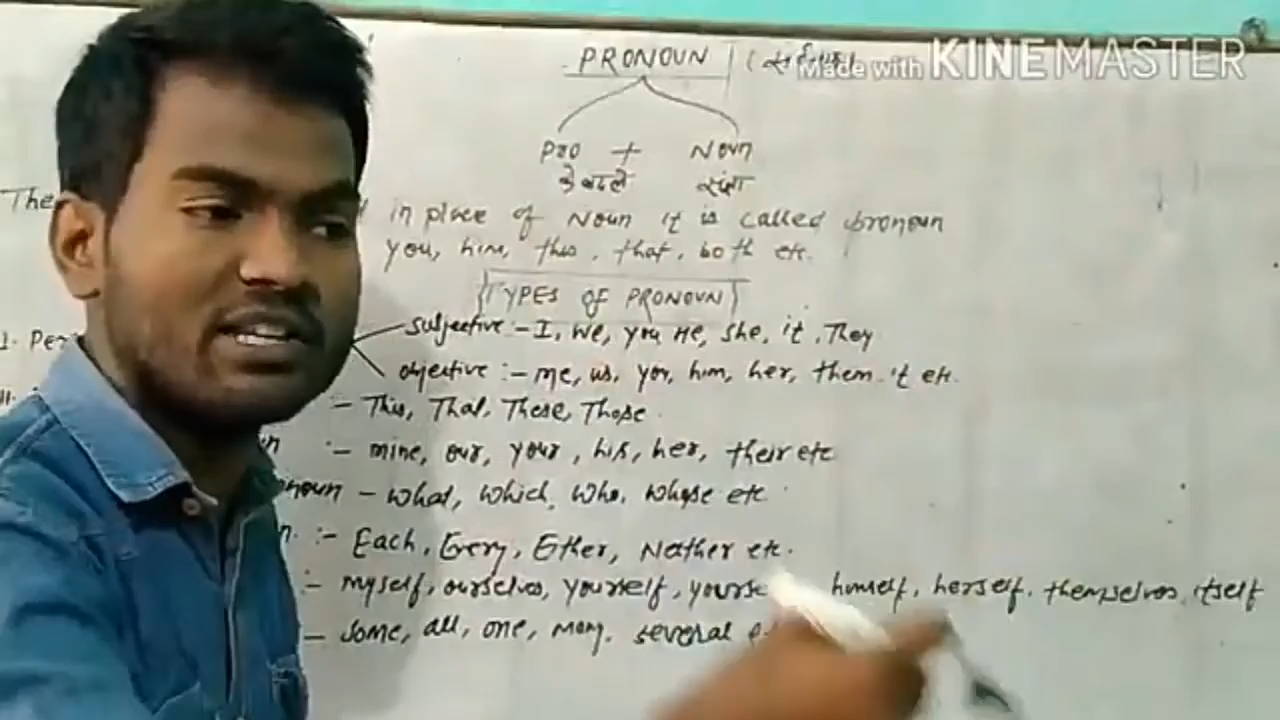 PRONOUN
Made with KINEMASTER
Pro + Noun
के बदले संज्ञा
The in place of Noun it is called pronoun
you, him, this, that, both etc.
TYPES OF PRONOUN
Subjective :- I, We, you He, She, it, They
1. Per
objective :- me, us, you, him, her, them it etc.
:- This, That, These, Those
:- mine, our, your, his, her, their etc
noun - What, which, Who, Whose etc
:- Each, Every, Either, Neither etc.
:- myself, ourselves, yourself, himself, herself, themselves, itself
- Some, all, one, many, several